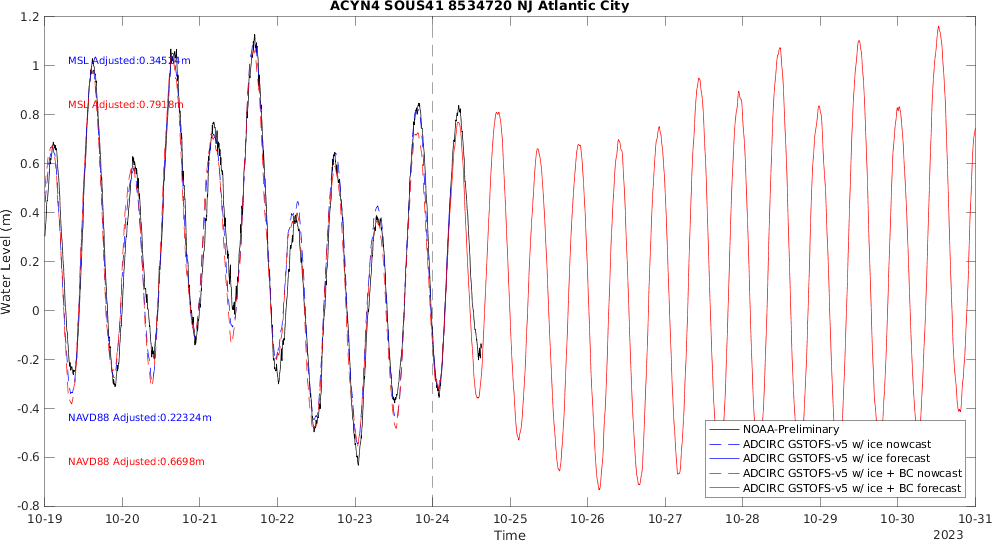 ACYN4 SOUS41 8534720 NJ Atlantic City
Water Level (m)
1.2
1
0.8
0.6
0.4
0.2
0
-0.2
-0.4
-0.6
-0.8
MSL Adjusted:0.34524m
MSL Adjusted:0.7918m
NAVD88 Adjusted:0.22324m
NAVD88 Adjusted:0.6698m
NOAA-Preliminary
ADCIRC GSTOFS-v5 w/ ice nowcast
ADCIRC GSTOFS-v5 w/ ice forecast
ADCIRC GSTOFS-v5 w/ ice + BC nowcast
ADCIRC GSTOFS-v5 w/ ice + BC forecast
10-19 10-20 10-21 10-22 10-23 10-24 10-25 10-26 10-27 10-28 10-29 10-30 10-31
Time
2023